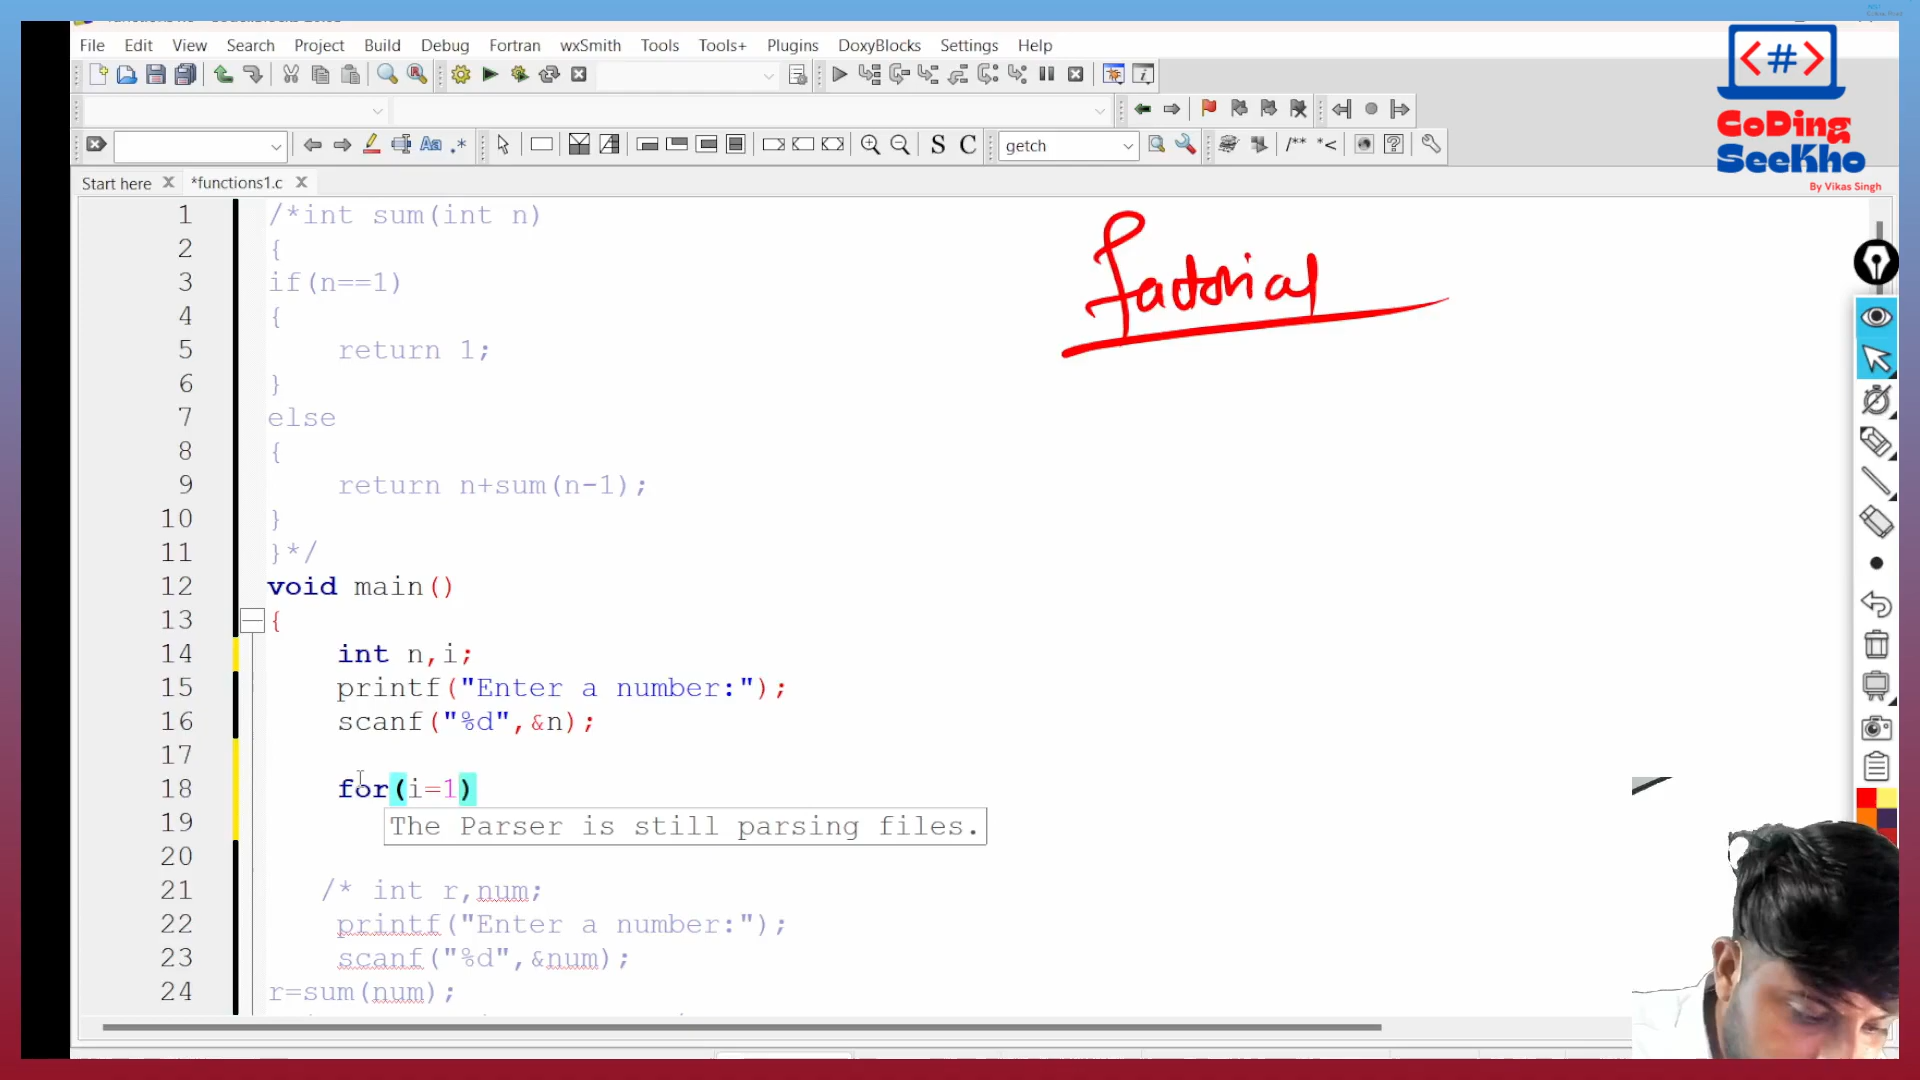 File Edit View Search Project Build Debug Fortran wxSmith Tools Tools+ Plugins DoxyBlocks Settings Help
getch
Start here *functions1.c
<#>
CoDing
SeeKho
By Vikas Singh
Factorial
1 /*int sum(int n)
2 {
3 if(n==1)
4 {
5 return 1;
6 }
7 else
8 {
9 return n+sum(n-1);
10 }
11 }*/
12 void main()
13 {
14 int n,i;
15 printf("Enter a number:");
16 scanf("%d",&n);
17
18 for(i=1)
19 The Parser is still parsing files.
20
21 /* int r,num;
22 printf("Enter a number:");
23 scanf("%d",&num);
24 r=sum(num);